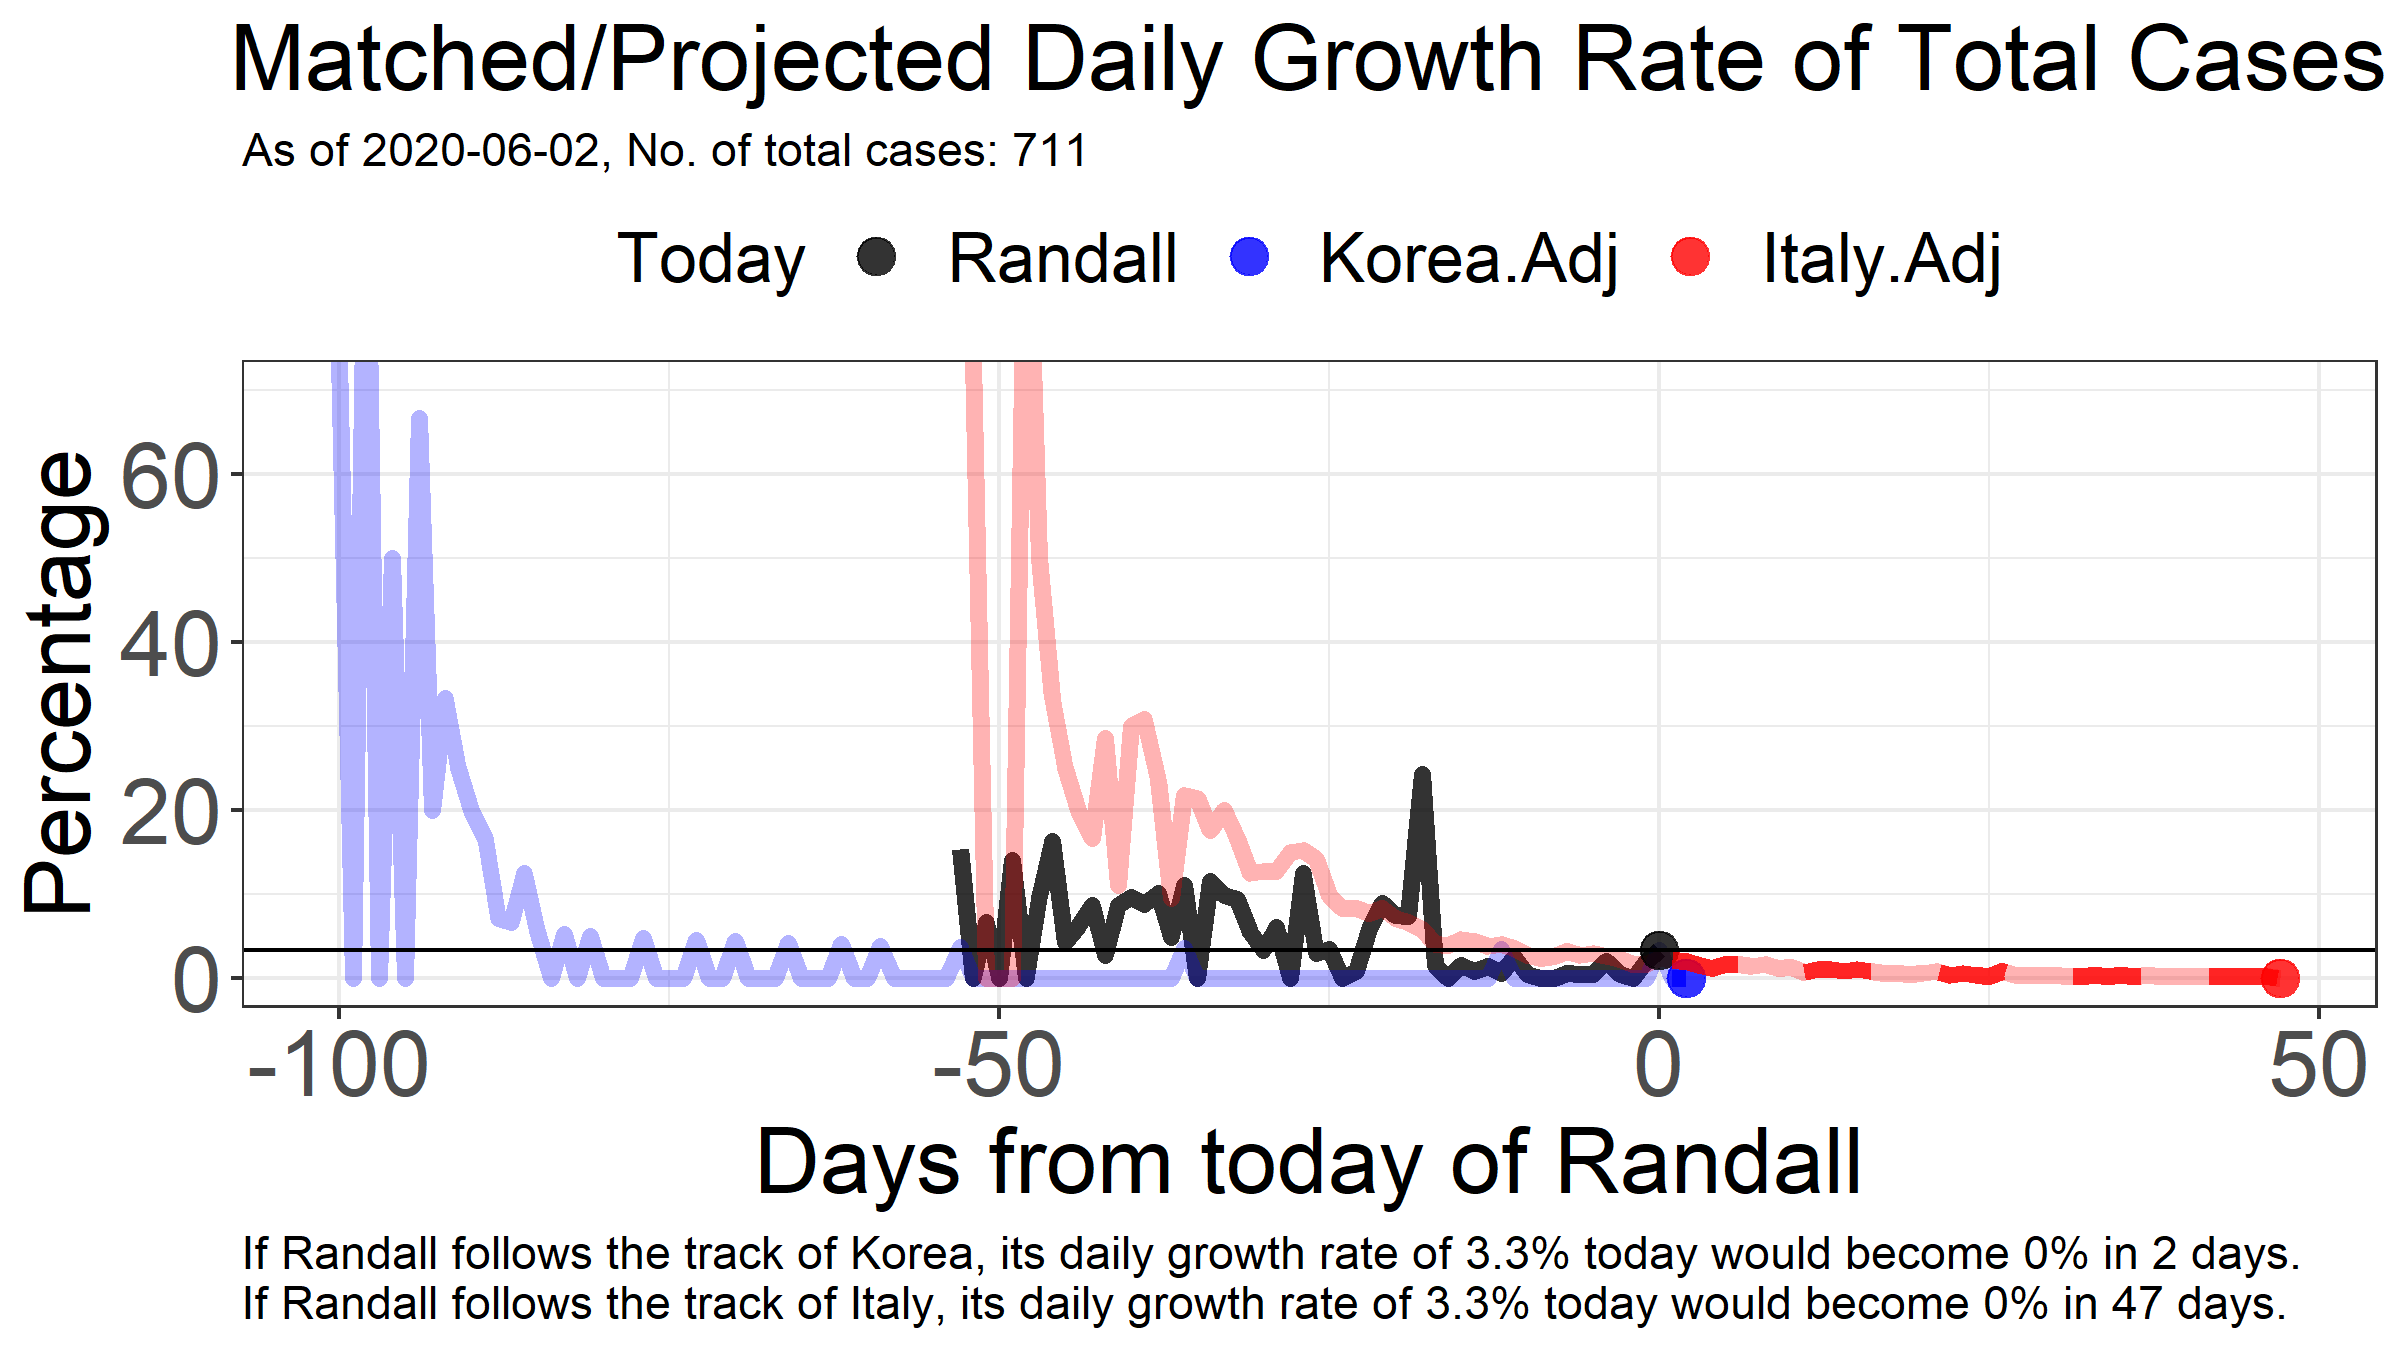 Matched/Projected Daily Growth Rate of Total Cases
As of 2020-06-02, No. of total cases: 711
Today Randall Korea.Adj Italy.Adj
Percentage
60
40
20
0
-100 -50 0 50
Days from today of Randall
If Randall follows the track of Korea, its daily growth rate of 3.3% today would become 0% in 2 days.
If Randall follows the track of Italy, its daily growth rate of 3.3% today would become 0% in 47 days.